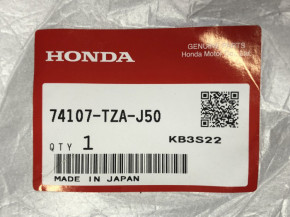 HONDA
GENUINE PARTS
Honda Motor
74107-TZA-J50
QTY 1
KB3S22
MADE IN JAPAN